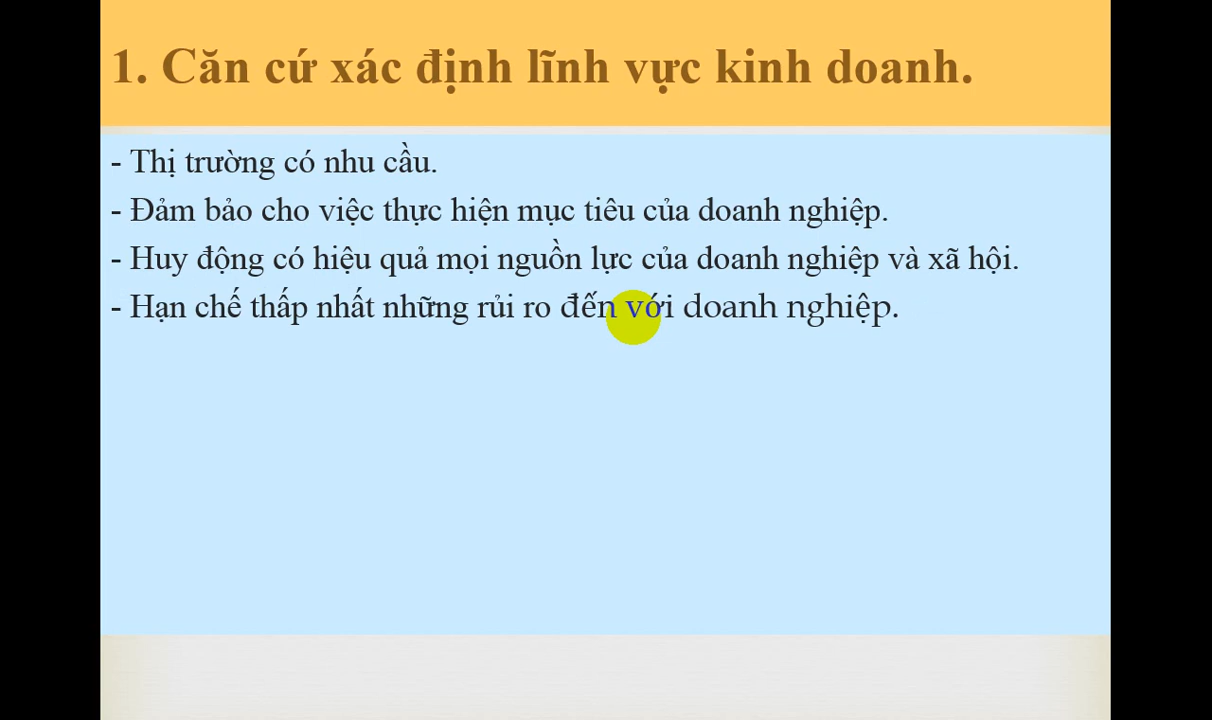 1. Căn cứ xác định lĩnh vực kinh doanh.
- Thị trường có nhu cầu.
- Đảm bảo cho việc thực hiện mục tiêu của doanh nghiệp.
- Huy động có hiệu quả mọi nguồn lực của doanh nghiệp và xã hội.
- Hạn chế thấp nhất những rủi ro đến với doanh nghiệp.